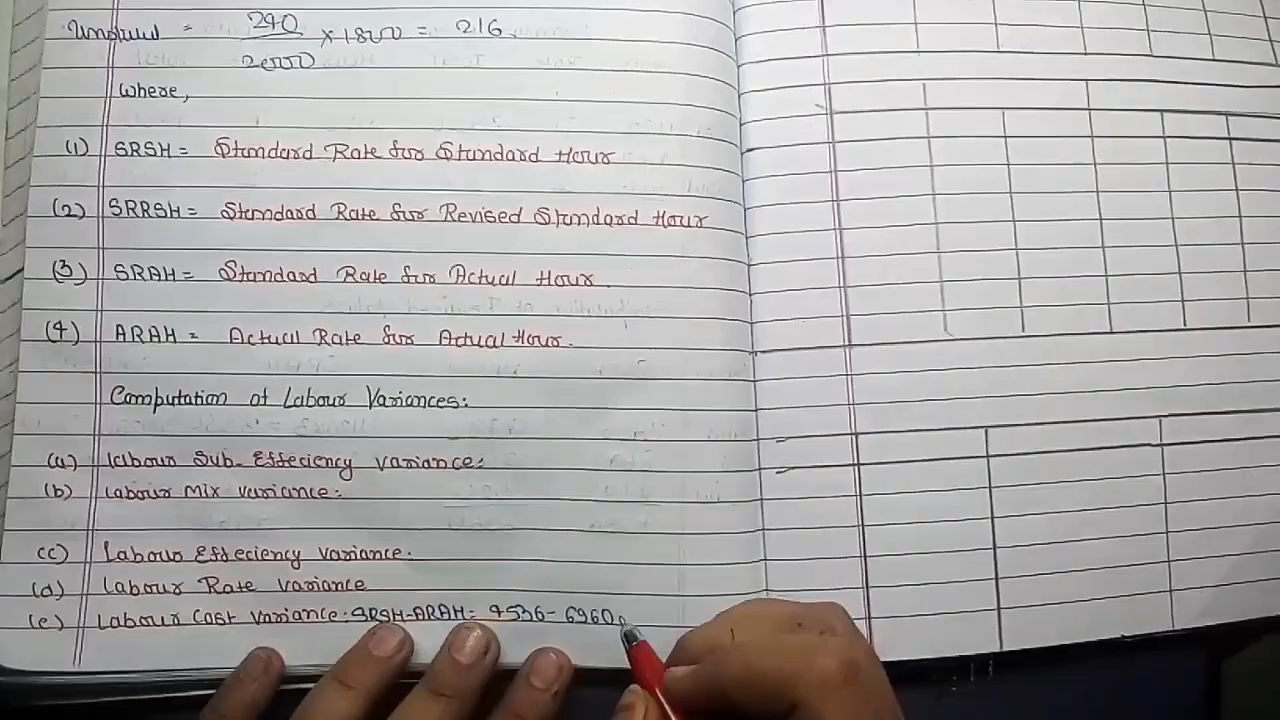 = 240/2000 ×1800 = 216
Where,
(1) SRSH = Standard Rate for Standard Hour
(2) SRRSH = Standard Rate for Revised Standard Hour
(3) SRAH = Standard Rate for Actual Hour.
(4) ARAH = Actual Rate for Actual Hour.
Computation of Labour Variances:
(a) Labour Sub-Effeciency Variance:
(b) Labour Mix Variance:
(c) Labour Effeciency Variance.
(d) Labour Rate Variance
(e) Labour Cost Variance: SRSH-ARAH = 4536-6960